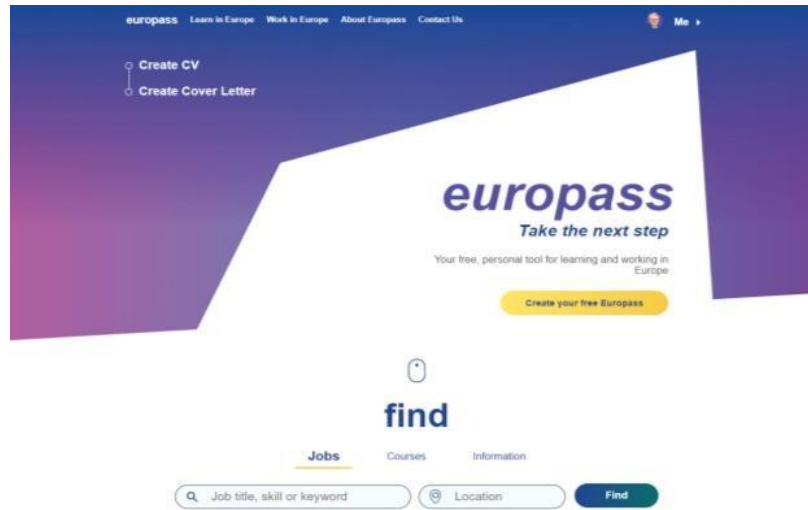 europass Learn in Europe Work in Europe About Europass Contact Us Me
Create CV
Create Cover Letter
europass
Take the next step
Your free, personal tool for learning and working in
Europe
Create your free Europass
find
Jobs Courses Information
Job title, skill or keyword Location Find